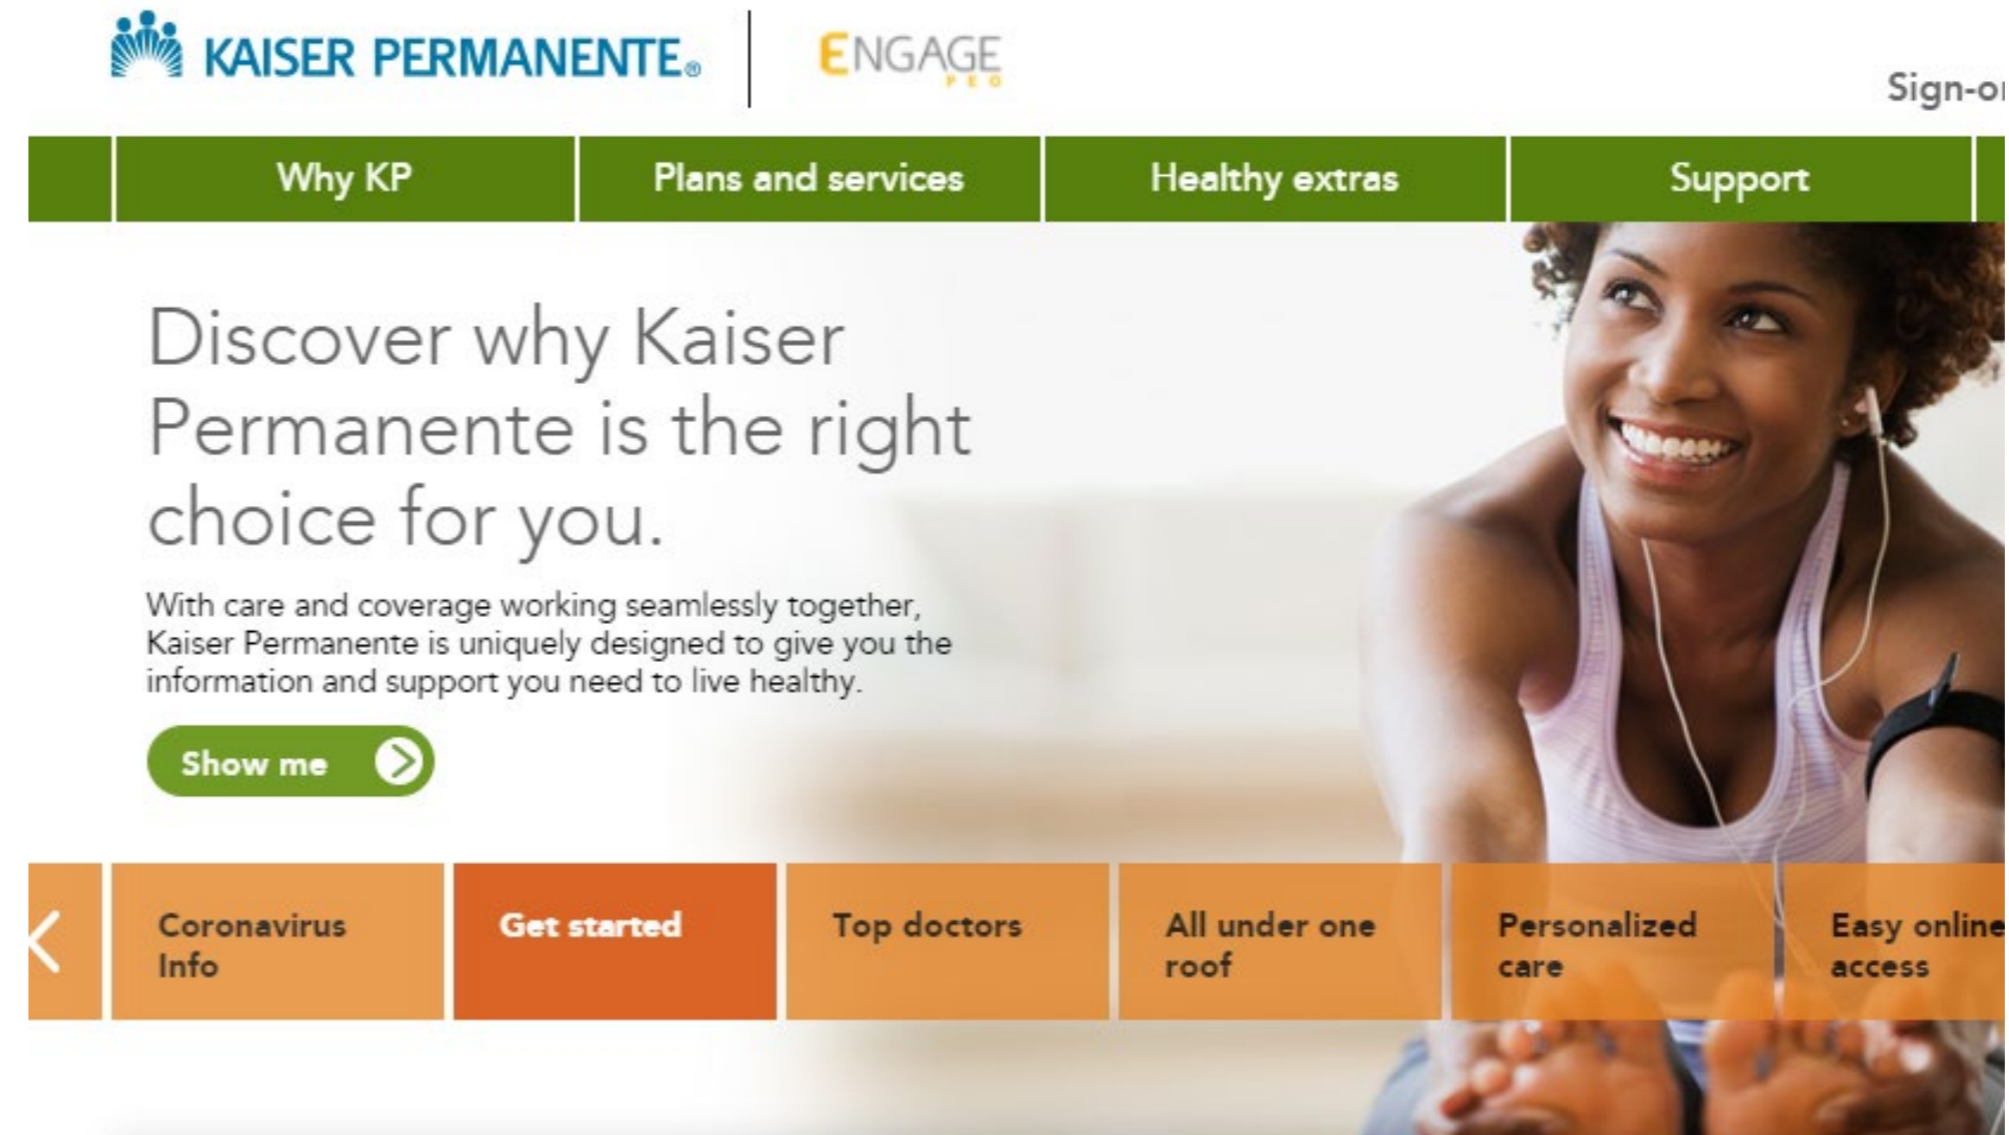 KAISER PERMANENTE®
ENGAGE
PEO
Why KP
Plans and services
Healthy extras
Support
Discover why Kaiser
Permanente is the right
choice for you.
With care and coverage working seamlessly together,
Kaiser Permanente is uniquely designed to give you the
information and support you need to live healthy.
Show me
Coronavirus
Info
Get started
Top doctors
All under one
roof
Personalized
care
Easy online
access